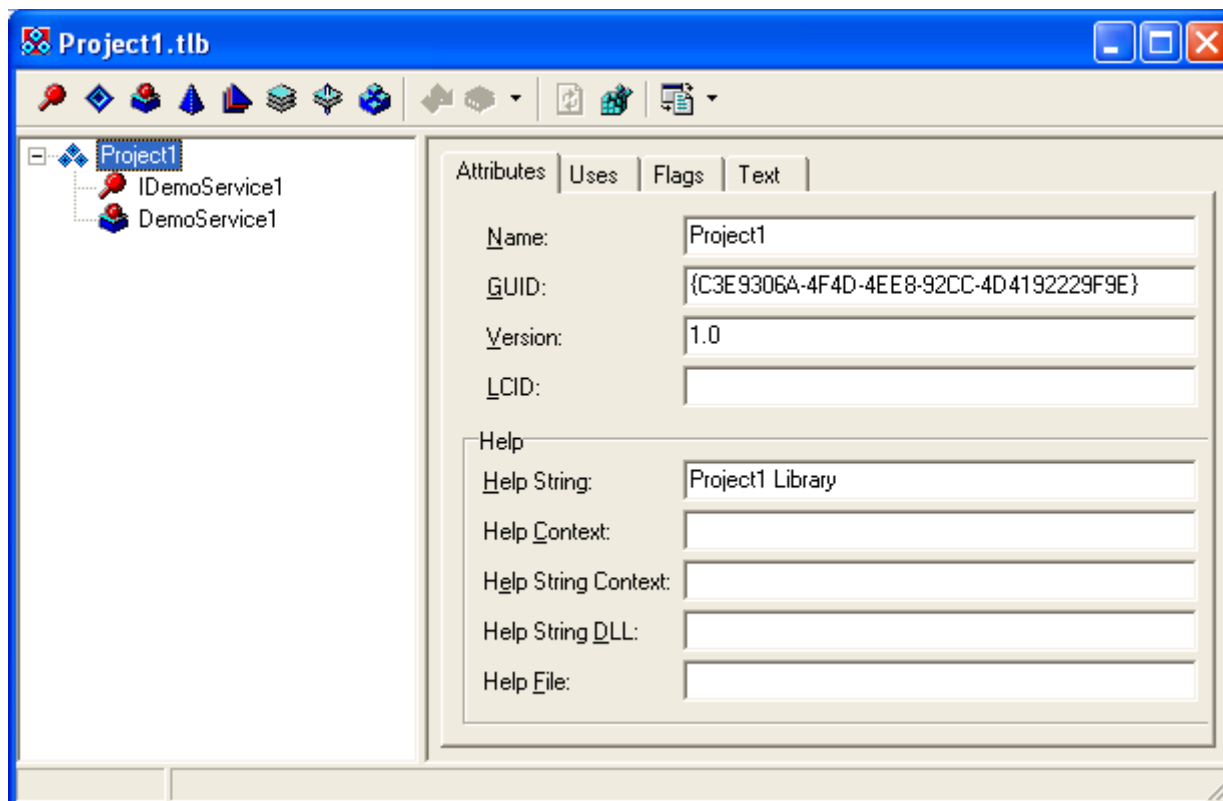 Project1.tlb
Project1
IDemoService1
DemoService1
Attributes Uses Flags Text
Name: Project1
GUID: {C3E9306A-4F4D-4EE8-92CC-4D4192229F9E}
Version: 1.0
LCID:
Help
Help String: Project1 Library
Help Context:
Help String Context:
Help String DLL:
Help File: